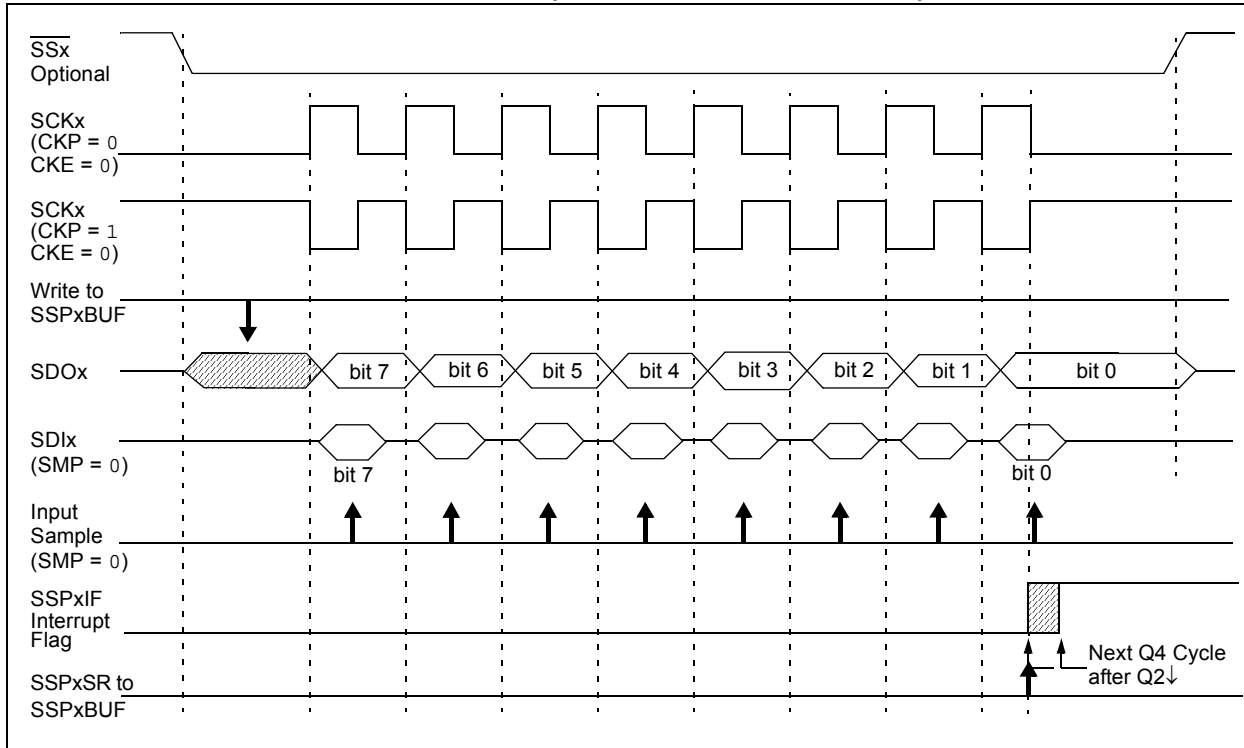 SSx
Optional
SCKx
(CKP = 0
CKE = 0)
SCKx
(CKP = 1
CKE = 0)
Write to
SSPxBUF
SDOx
bit 7
bit 6
bit 5
bit 4
bit 3
bit 2
bit 1
bit 0
SDIx
(SMP = 0)
bit 7
bit 0
Input
Sample
(SMP = 0)
SSPxIF
Interrupt
Flag
Next Q4 Cycle
after Q2↓
SSPxSR to
SSPxBUF